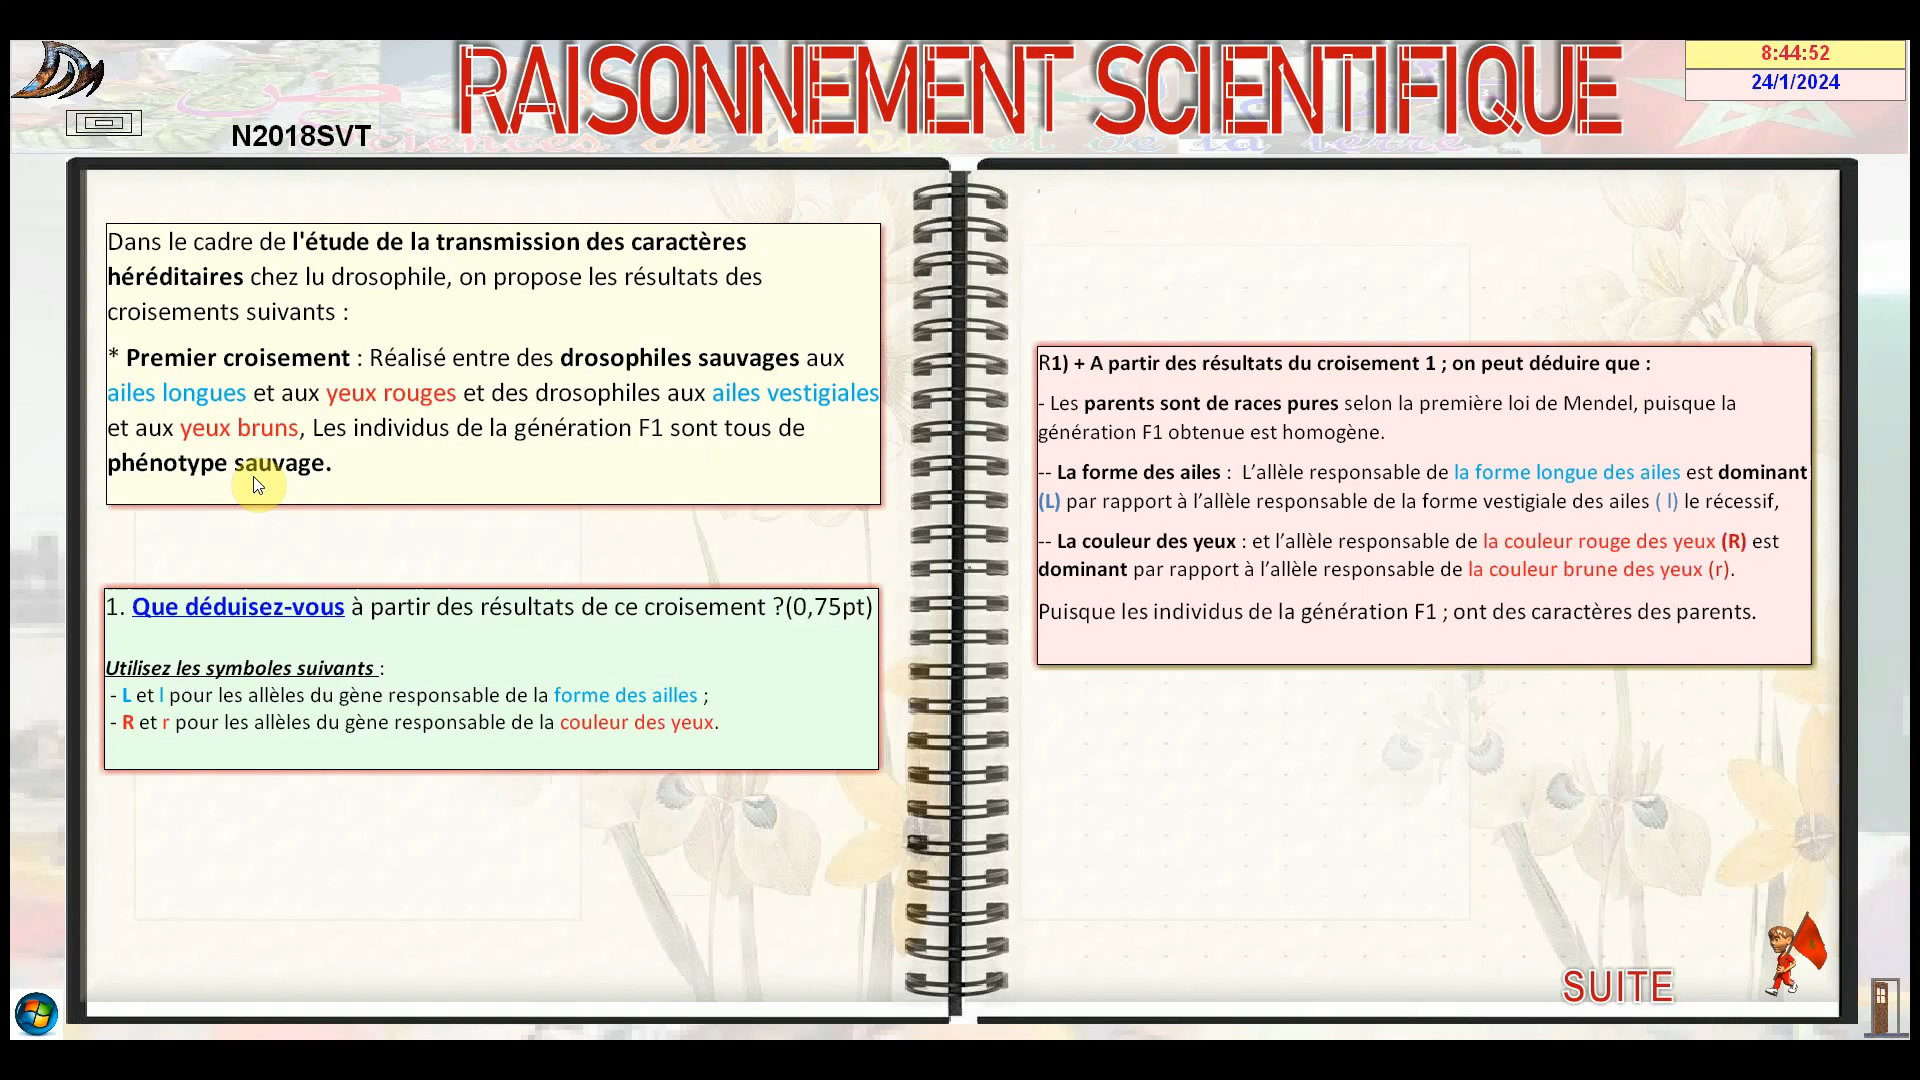 RAISONNEMENT SCIENTIFIQUE
8:44:52
24/1/2024
N2018SVT
Dans le cadre de l'étude de la transmission des caractères
héréditaires chez lu drosophile, on propose les résultats des
croisements suivants :
* Premier croisement : Réalisé entre des drosophiles sauvages aux
ailes longues et aux yeux rouges et des drosophiles aux ailes vestigiales
et aux yeux bruns, Les individus de la génération F1 sont tous de
phénotype sauvage.
1. Que déduisez-vous à partir des résultats de ce croisement ?(0,75pt)
Utilisez les symboles suivants :
- L et l pour les allèles du gène responsable de la forme des ailles ;
- R et r pour les allèles du gène responsable de la couleur des yeux.
R1) + A partir des résultats du croisement 1 ; on peut déduire que :
- Les parents sont de races pures selon la première loi de Mendel, puisque la
génération F1 obtenue est homogène.
-- La forme des ailes : L’allèle responsable de la forme longue des ailes est dominant
(L) par rapport à l’allèle responsable de la forme vestigiale des ailes ( l) le récessif,
-- La couleur des yeux : et l’allèle responsable de la couleur rouge des yeux (R) est
dominant par rapport à l’allèle responsable de la couleur brune des yeux (r).
Puisque les individus de la génération F1 ; ont des caractères des parents.
SUITE